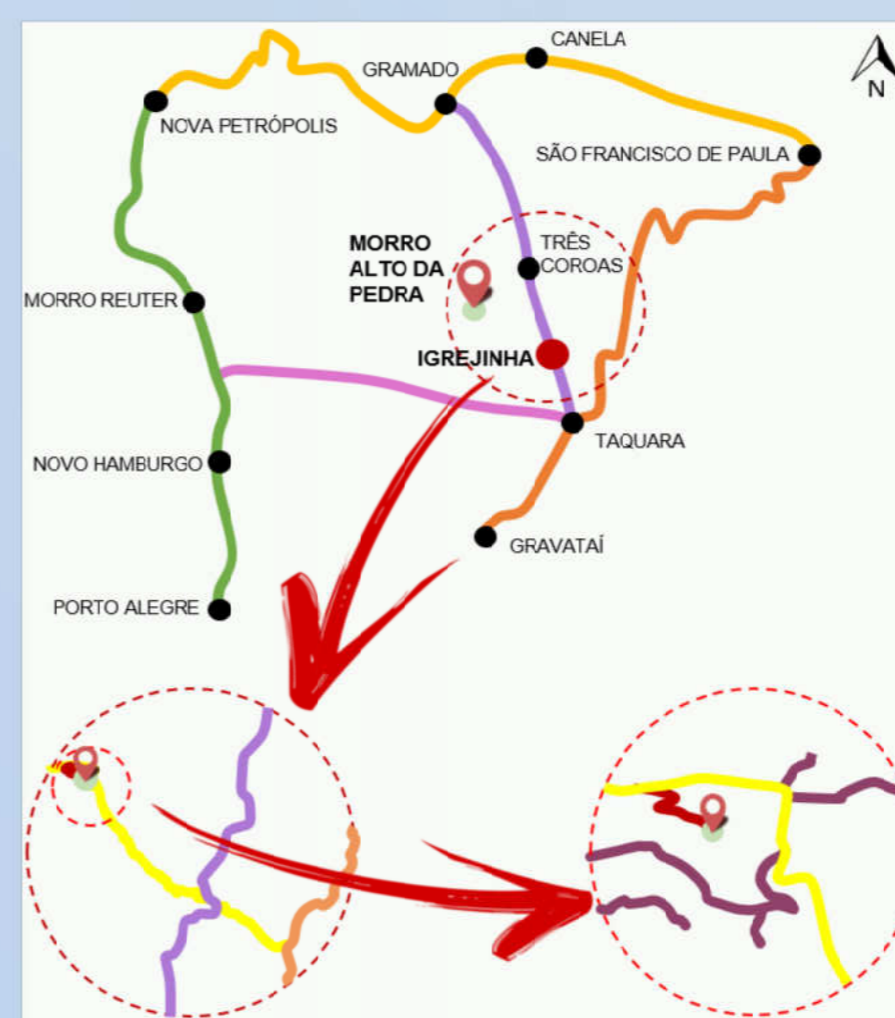 CANELA
GRAMADO
N
NOVA PETRÓPOLIS
SÃO FRANCISCO DE PAULA
MORRO
ALTO DA
PEDRA
TRÊS
COROAS
MORRO REUTER
IGREJINHA
TAQUARA
NOVO HAMBURGO
GRAVATAÍ
PORTO ALEGRE